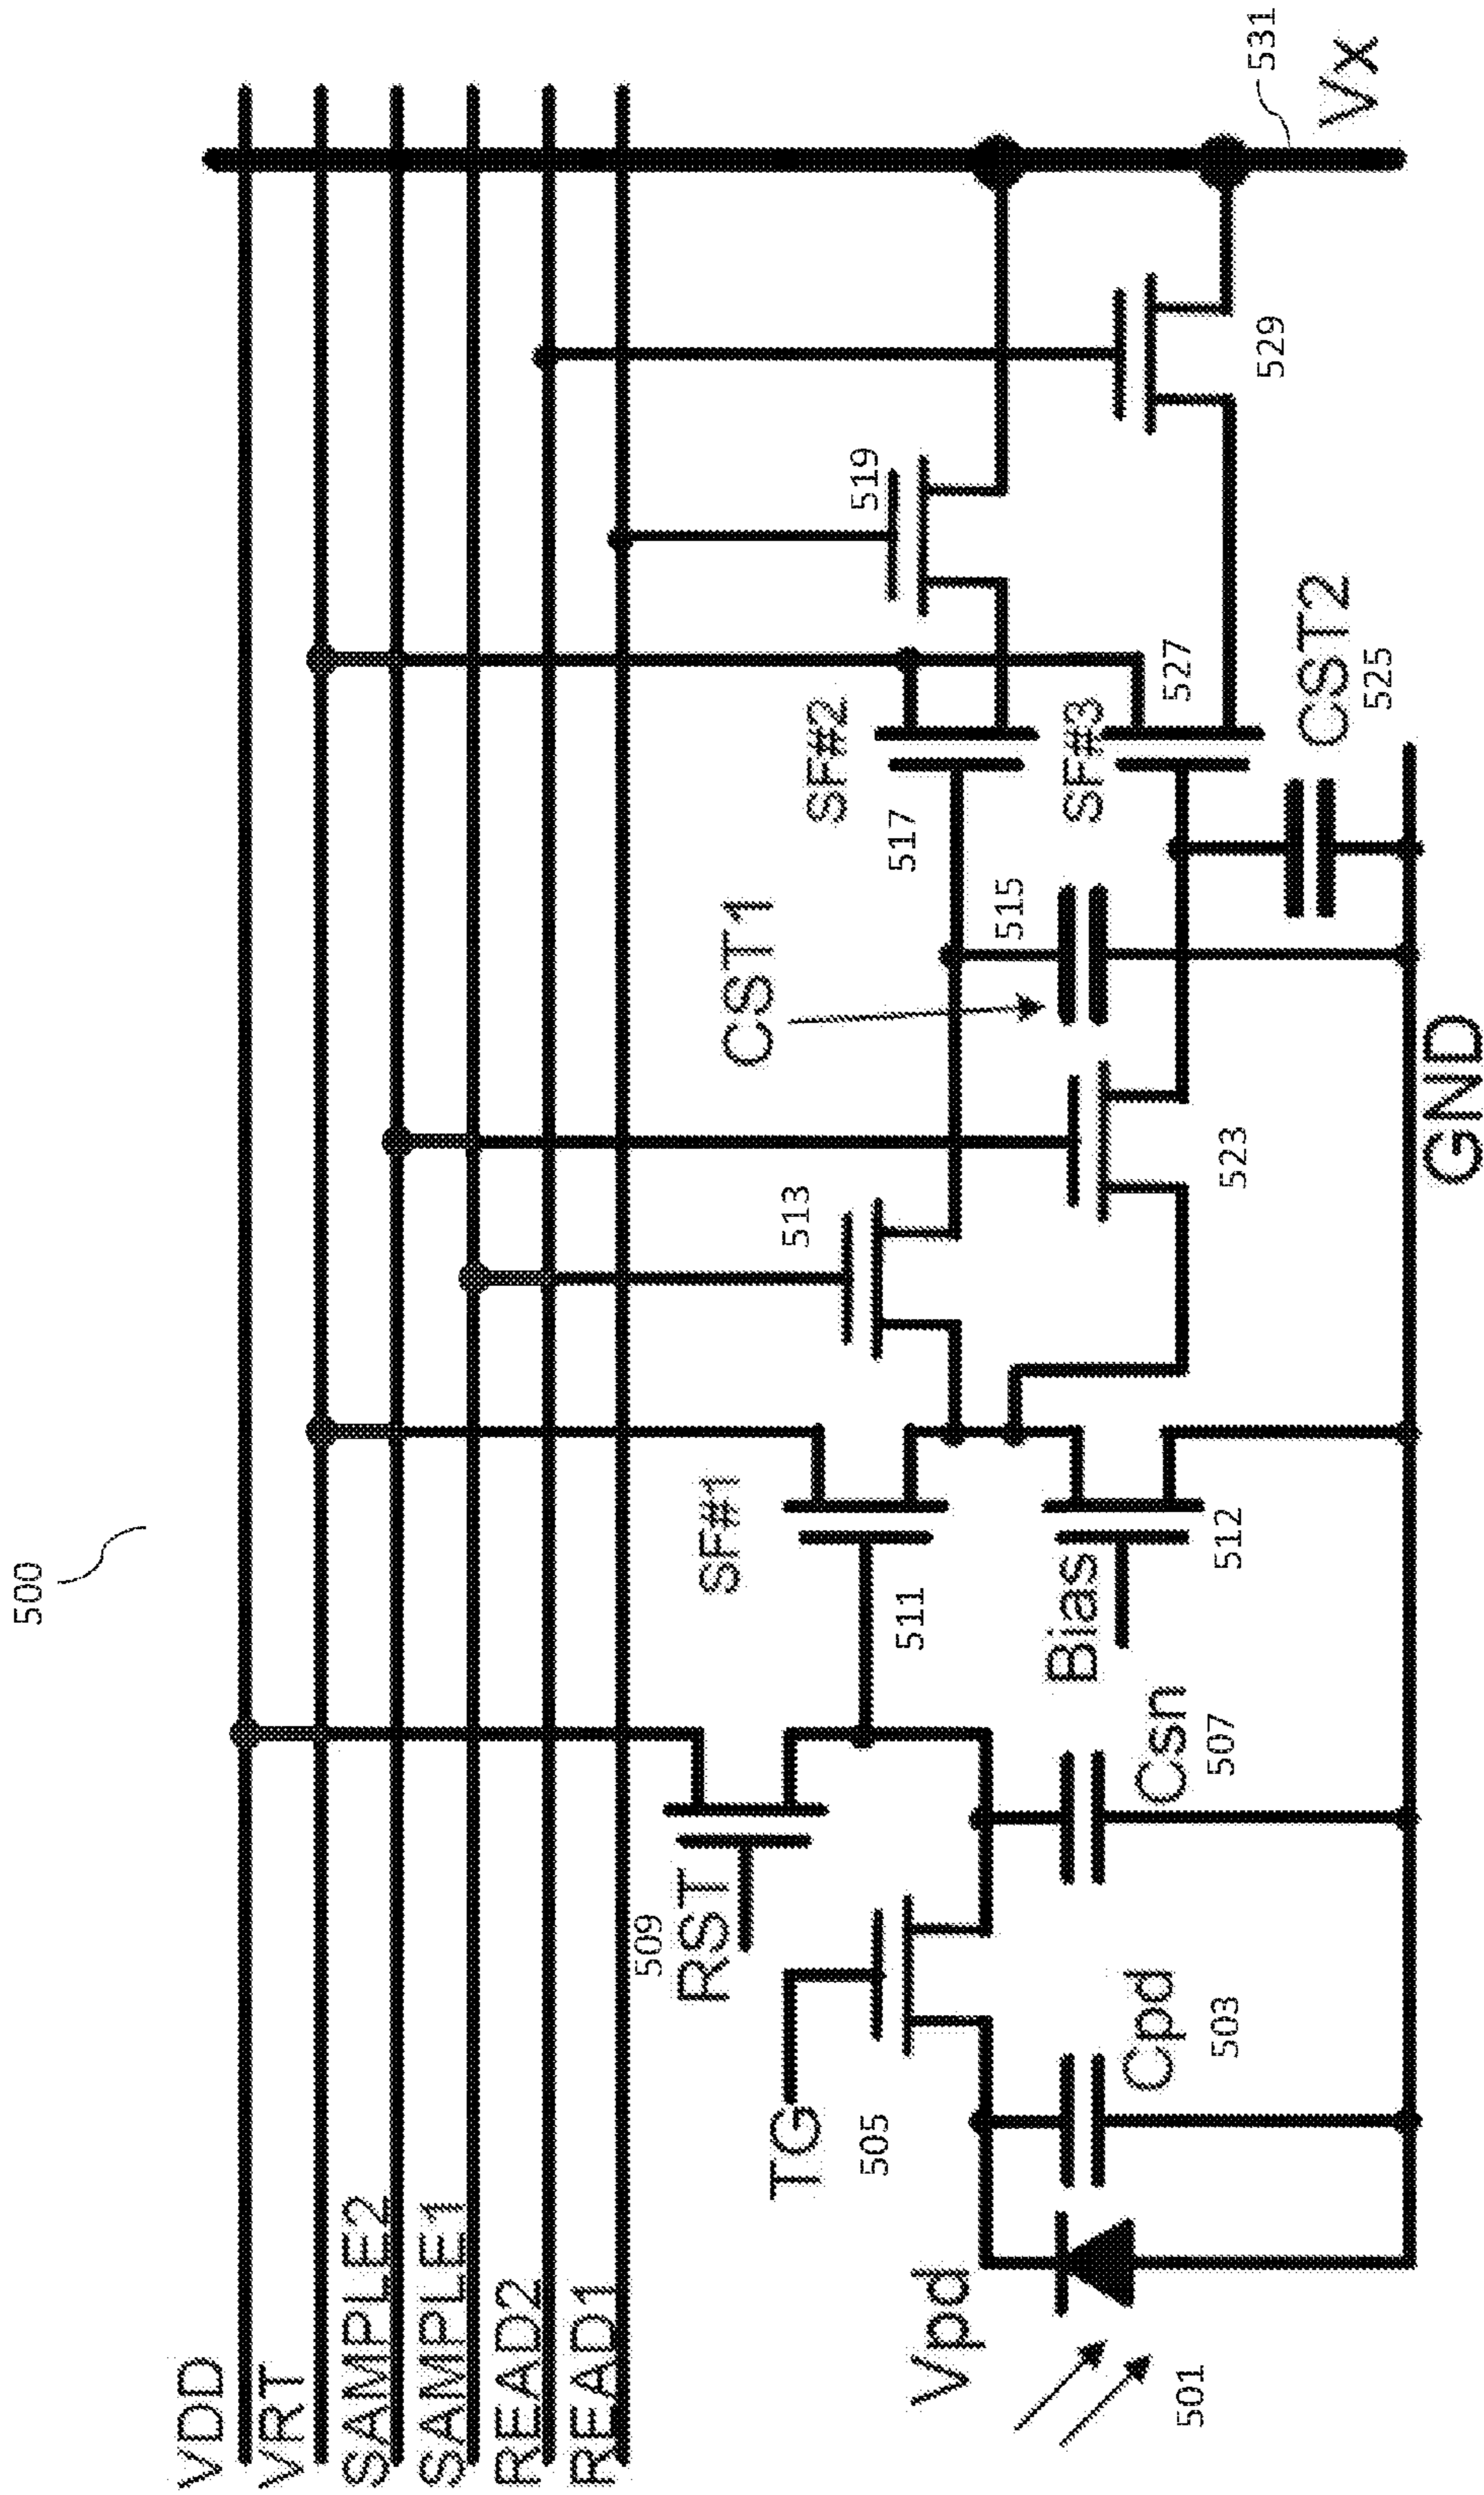 500
VDD
VRT
SAMPLE2
SAMPLE1
READ2
READ1
509
RST
TG
505
Vpd
501
Cpd
503
Csn
507
SF#1
511
Bias
512
513
523
CST1
515
SF#2
517
SF#3
527
CST2
525
519
529
531
Vx
GND